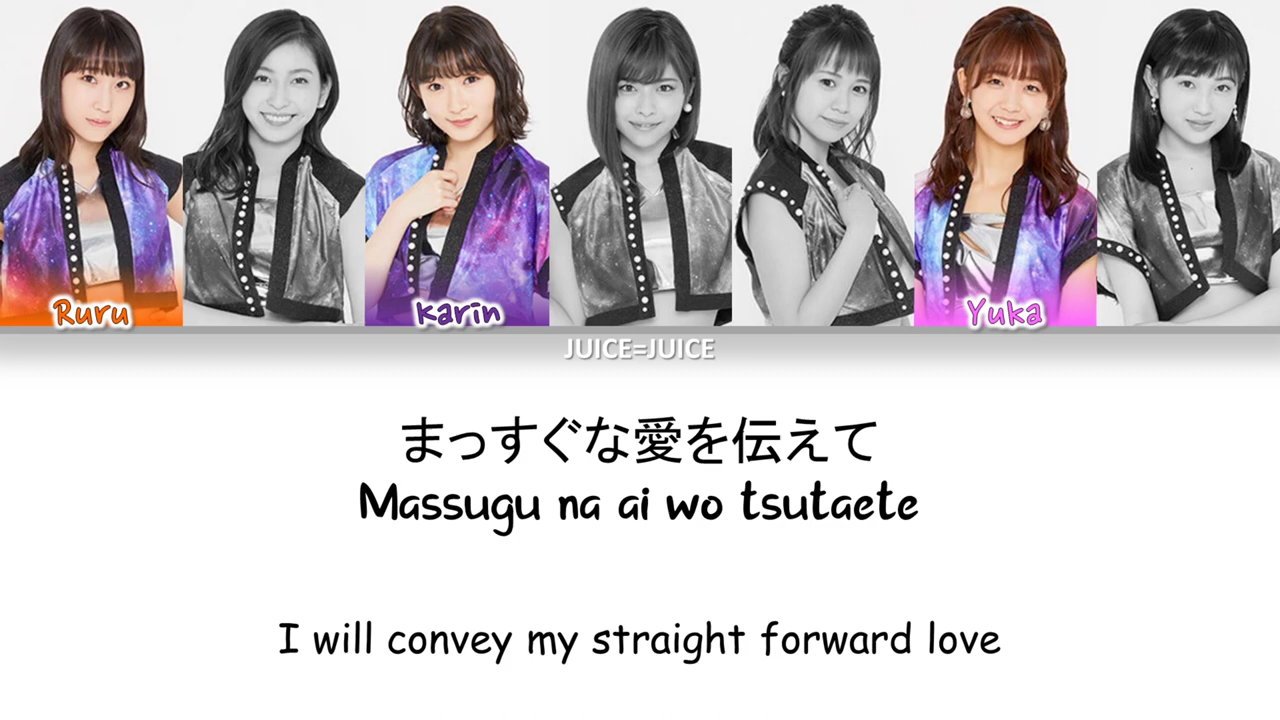 Ruru karin Yuka
JUICE=JUICE
まっすぐな愛を伝えて
Massugu na ai wo tsutaete
I will convey my straight forward love